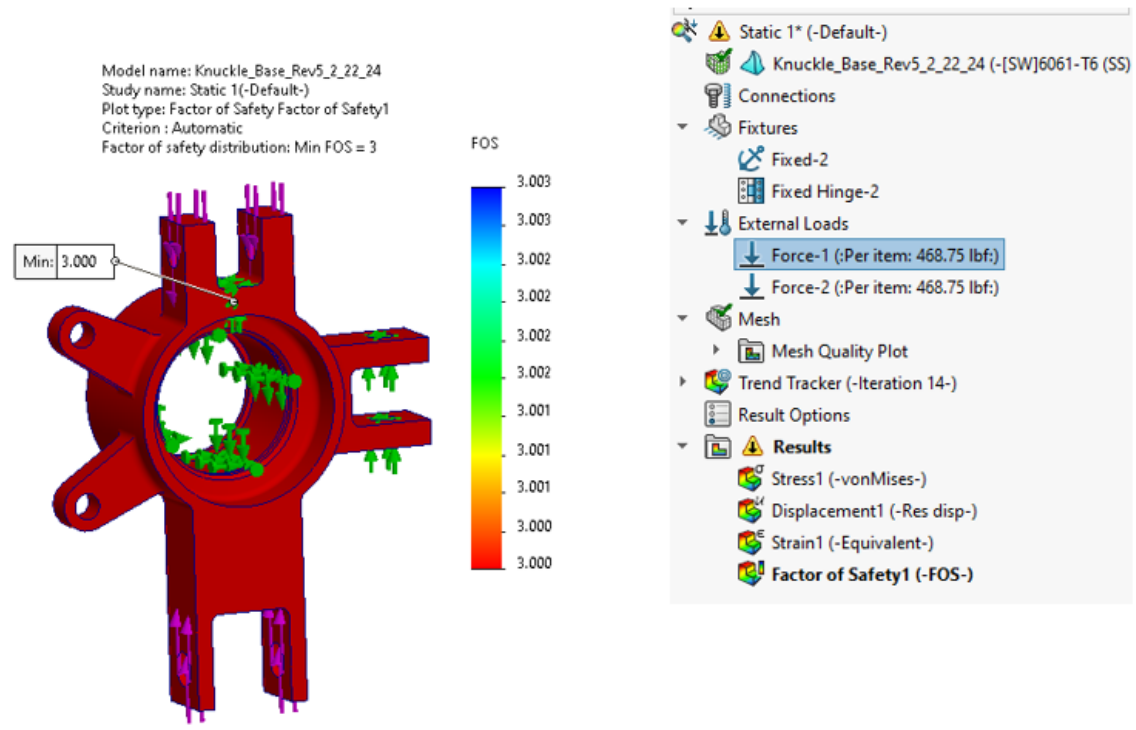 Model name: Knuckle_Base_Rev5_2_22_24
Study name: Static 1(-Default-)
Plot type: Factor of Safety Factor of Safety1
Criterion : Automatic
Factor of safety distribution: Min FOS = 3
FOS
3.003
3.003
3.002
3.002
3.002
3.002
3.001
3.001
3.001
3.000
3.000
Min: 3.000
Static 1* (-Default-)
Knuckle_Base_Rev5_2_22_24 (-[SW]6061-T6 (SS)
Connections
Fixtures
Fixed-2
Fixed Hinge-2
External Loads
Force-1 (:Per item: 468.75 lbf:)
Force-2 (:Per item: 468.75 lbf:)
Mesh
Mesh Quality Plot
Trend Tracker (-Iteration 14-)
Result Options
Results
Stress1 (-vonMises-)
Displacement1 (-Res disp-)
Strain1 (-Equivalent-)
Factor of Safety1 (-FOS-)